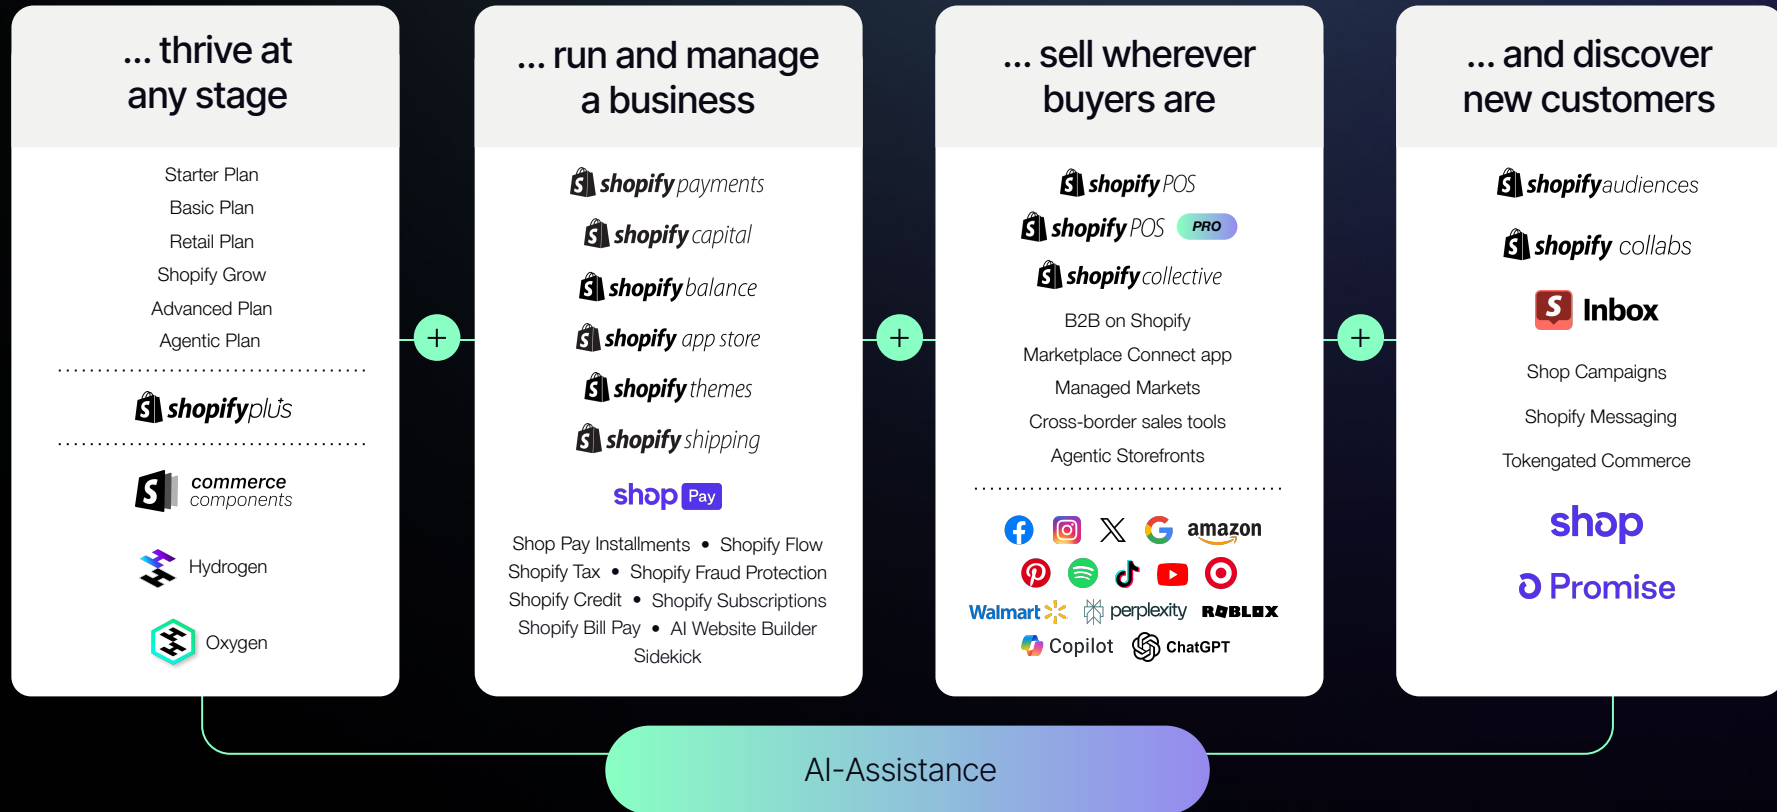 ... thrive at
any stage
Starter Plan
Basic Plan
Retail Plan
Shopify Grow
Advanced Plan
Agentic Plan
shopifyplus
commerce
components
Hydrogen
Oxygen
+
... run and manage
a business
shopify payments
shopify capital
shopify balance
shopify app store
shopify themes
shopify shipping
shop Pay
Shop Pay Installments • Shopify Flow
Shopify Tax • Shopify Fraud Protection
Shopify Credit • Shopify Subscriptions
Shopify Bill Pay • AI Website Builder
Sidekick
+
... sell wherever
buyers are
shopify POS
shopify POS PRO
shopify collective
B2B on Shopify
Marketplace Connect app
Managed Markets
Cross-border sales tools
Agentic Storefronts
amazon
Walmart perplexity ROBLOX
Copilot ChatGPT
+
... and discover
new customers
shopify audiences
shopify collabs
Inbox
Shop Campaigns
Shopify Messaging
Tokengated Commerce
shop
Promise
AI-Assistance